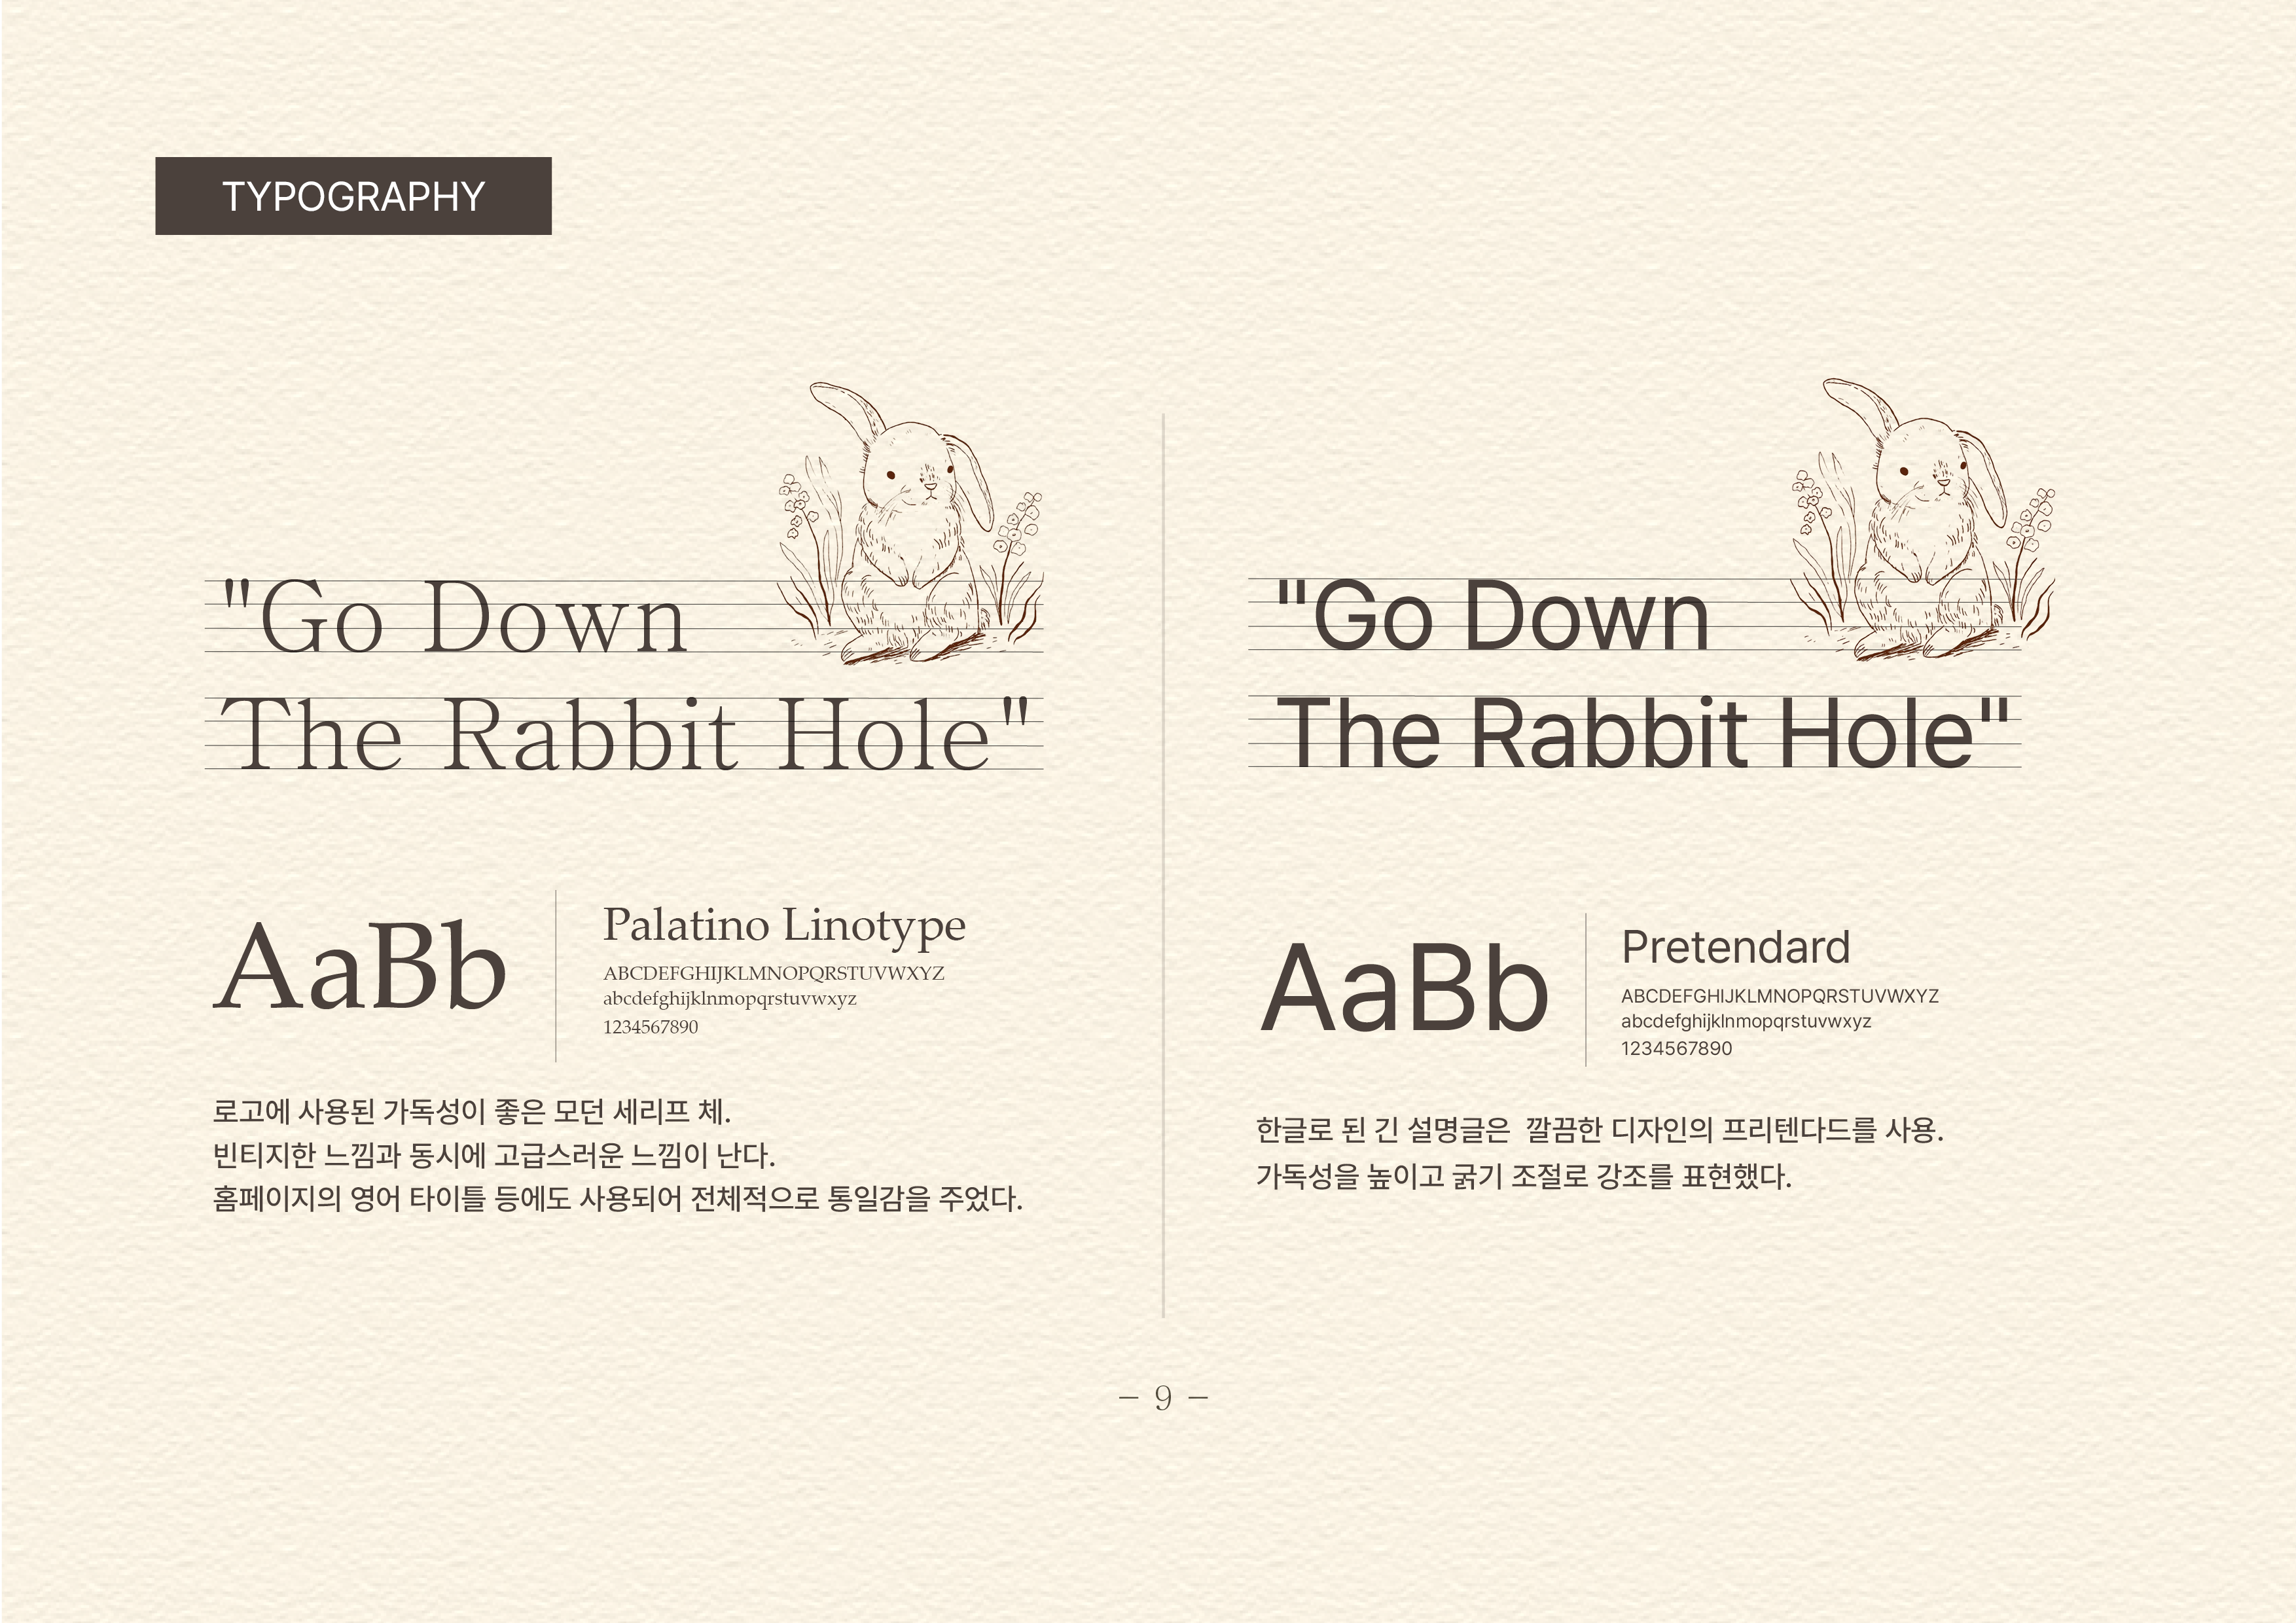 TYPOGRAPHY
"Go Down
The Rabbit Hole"
AaBb
Palatino Linotype
ABCDEFGHIJKLMNOPQRSTUVWXYZ
abcdefghijklnmopqrstuvwxyz
1234567890
로고에 사용된 가독성이 좋은 모던 세리프 체.
빈티지한 느낌과 동시에 고급스러운 느낌이 난다.
홈페이지의 영어 타이틀 등에도 사용되어 전체적으로 통일감을 주었다.
"Go Down
The Rabbit Hole"
AaBb
Pretendard
ABCDEFGHIJKLMNOPQRSTUVWXYZ
abcdefghijklnmopqrstuvwxyz
1234567890
한글로 된 긴 설명글은 깔끔한 디자인의 프리텐다드를 사용.
가독성을 높이고 굵기 조절로 강조를 표현했다.
– 9 –